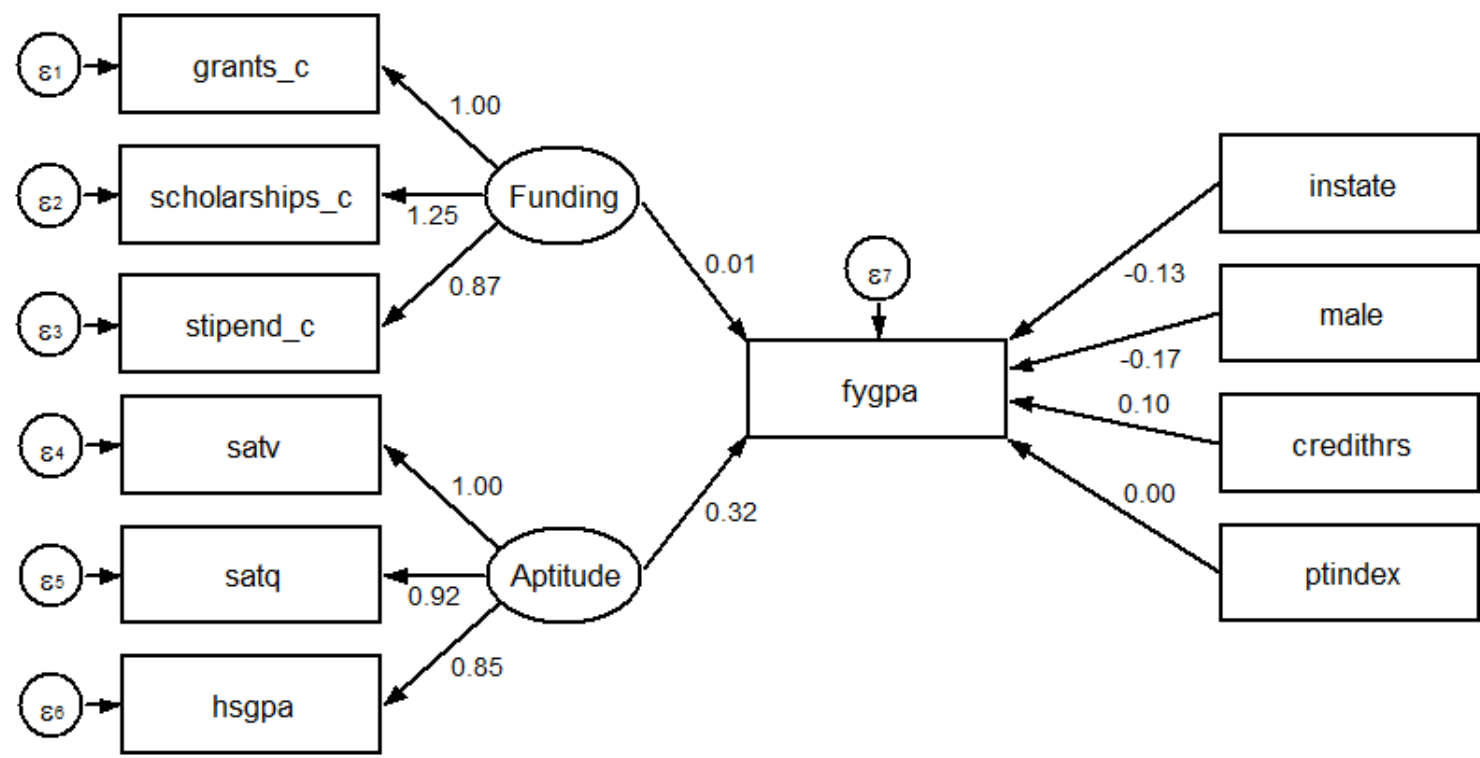 ε1
grants_c
1.00
ε2
scholarships_c
1.25
Funding
ε3
stipend_c
0.87
0.01
ε4
satv
1.00
ε5
satq
0.92
Aptitude
ε6
hsgpa
0.85
0.32
ε7
fygpa
instate
-0.13
male
-0.17
credithrs
0.10
ptindex
0.00